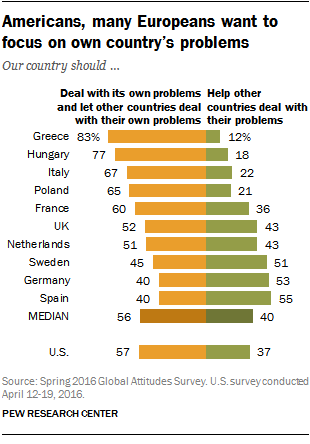 Americans, many Europeans want to
focus on own country's problems
Our country should ...
Deal with its own problems
and let other countries deal
with their own problems
Help other
countries deal with
their problems
Greece 83% 12%
Hungary 77 18
Italy 67 22
Poland 65 21
France 60 36
UK 52 43
Netherlands 51 43
Sweden 45 51
Germany 40 53
Spain 40 55
MEDIAN 56 40
U.S. 57 37
Source: Spring 2016 Global Attitudes Survey. U.S. survey conducted
April 12-19, 2016.
PEW RESEARCH CENTER